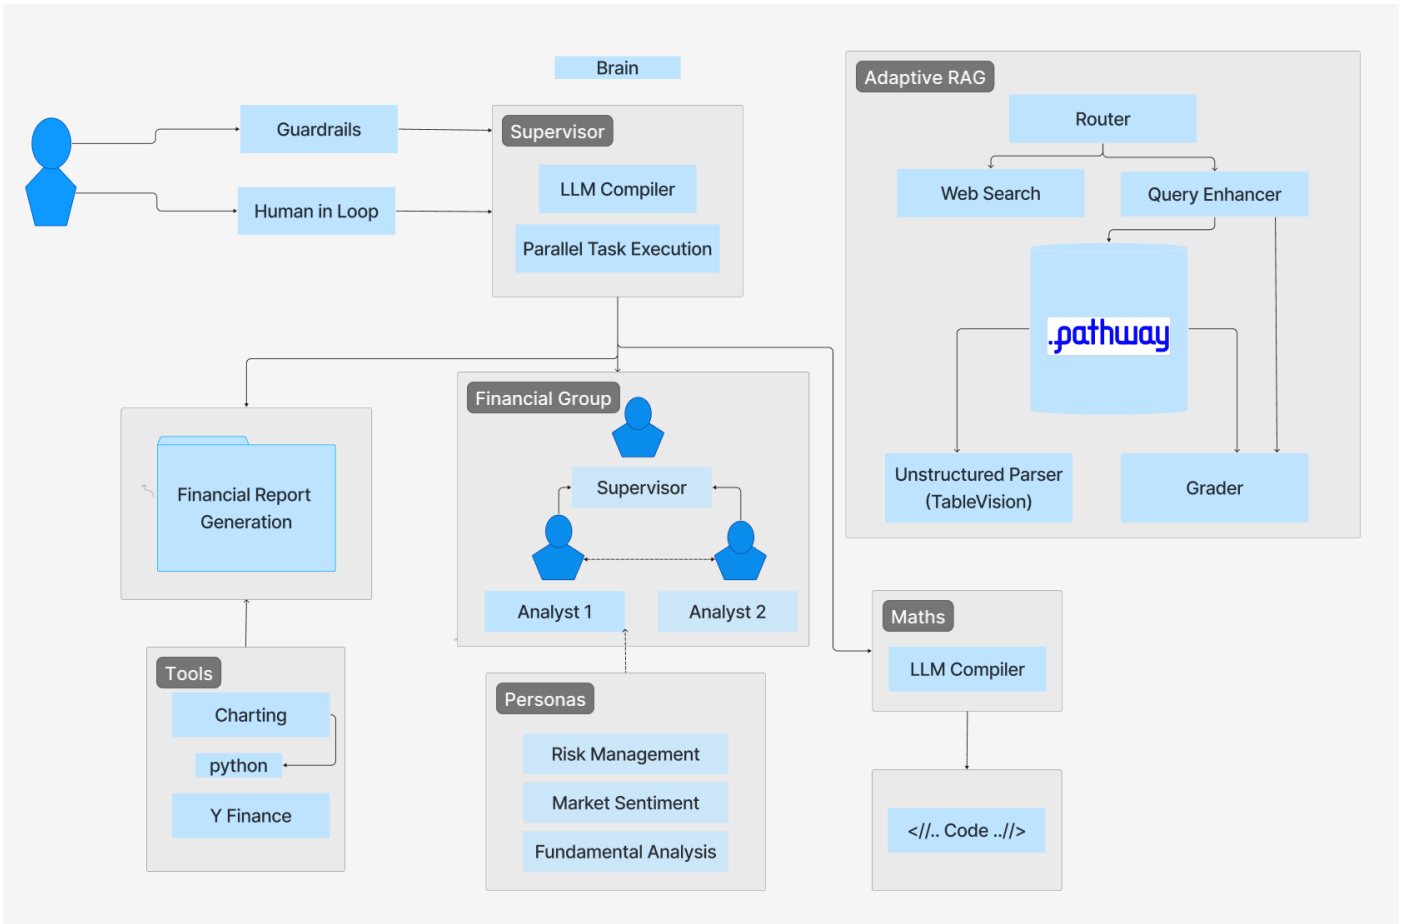 Brain
Guardrails
Human in Loop
Supervisor
LLM Compiler
Parallel Task Execution
Adaptive RAG
Router
Web Search
Query Enhancer
.pathway
Unstructured Parser
(TableVision)
Grader
Financial Report
Generation
Financial Group
Supervisor
Analyst 1
Analyst 2
Tools
Charting
python
Y Finance
Personas
Risk Management
Market Sentiment
Fundamental Analysis
Maths
LLM Compiler
<//.. Code ..//>